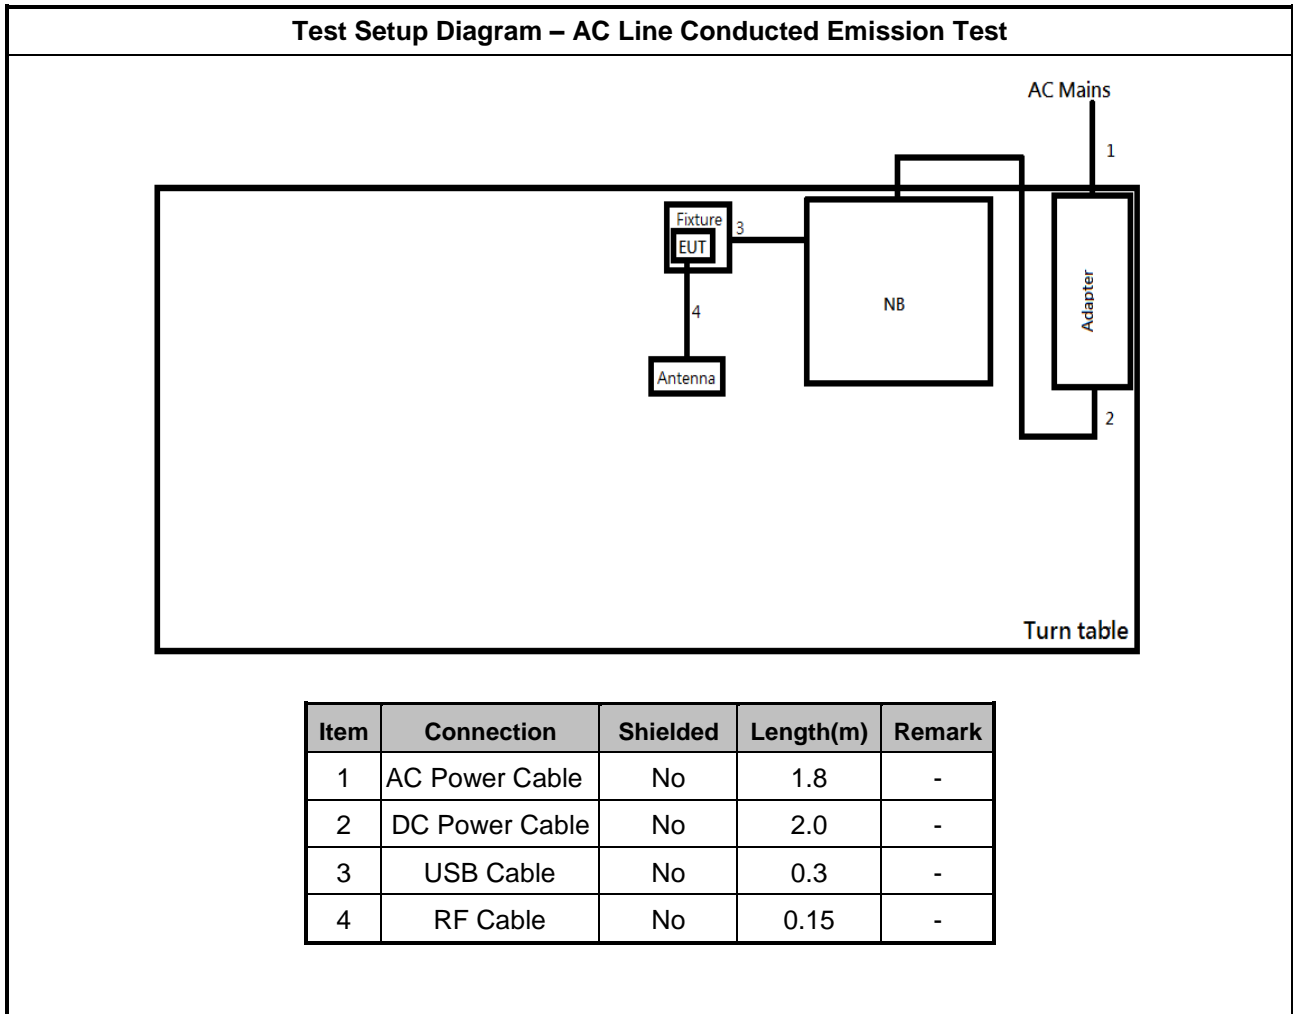 Test Setup Diagram – AC Line Conducted Emission Test
AC Mains
1
Fixture
3
EUT
NB
Adapter
4
Antenna
2
Turn table
Item Connection Shielded Length(m) Remark
1 AC Power Cable No 1.8 -
2 DC Power Cable No 2.0 -
3 USB Cable No 0.3 -
4 RF Cable No 0.15 -